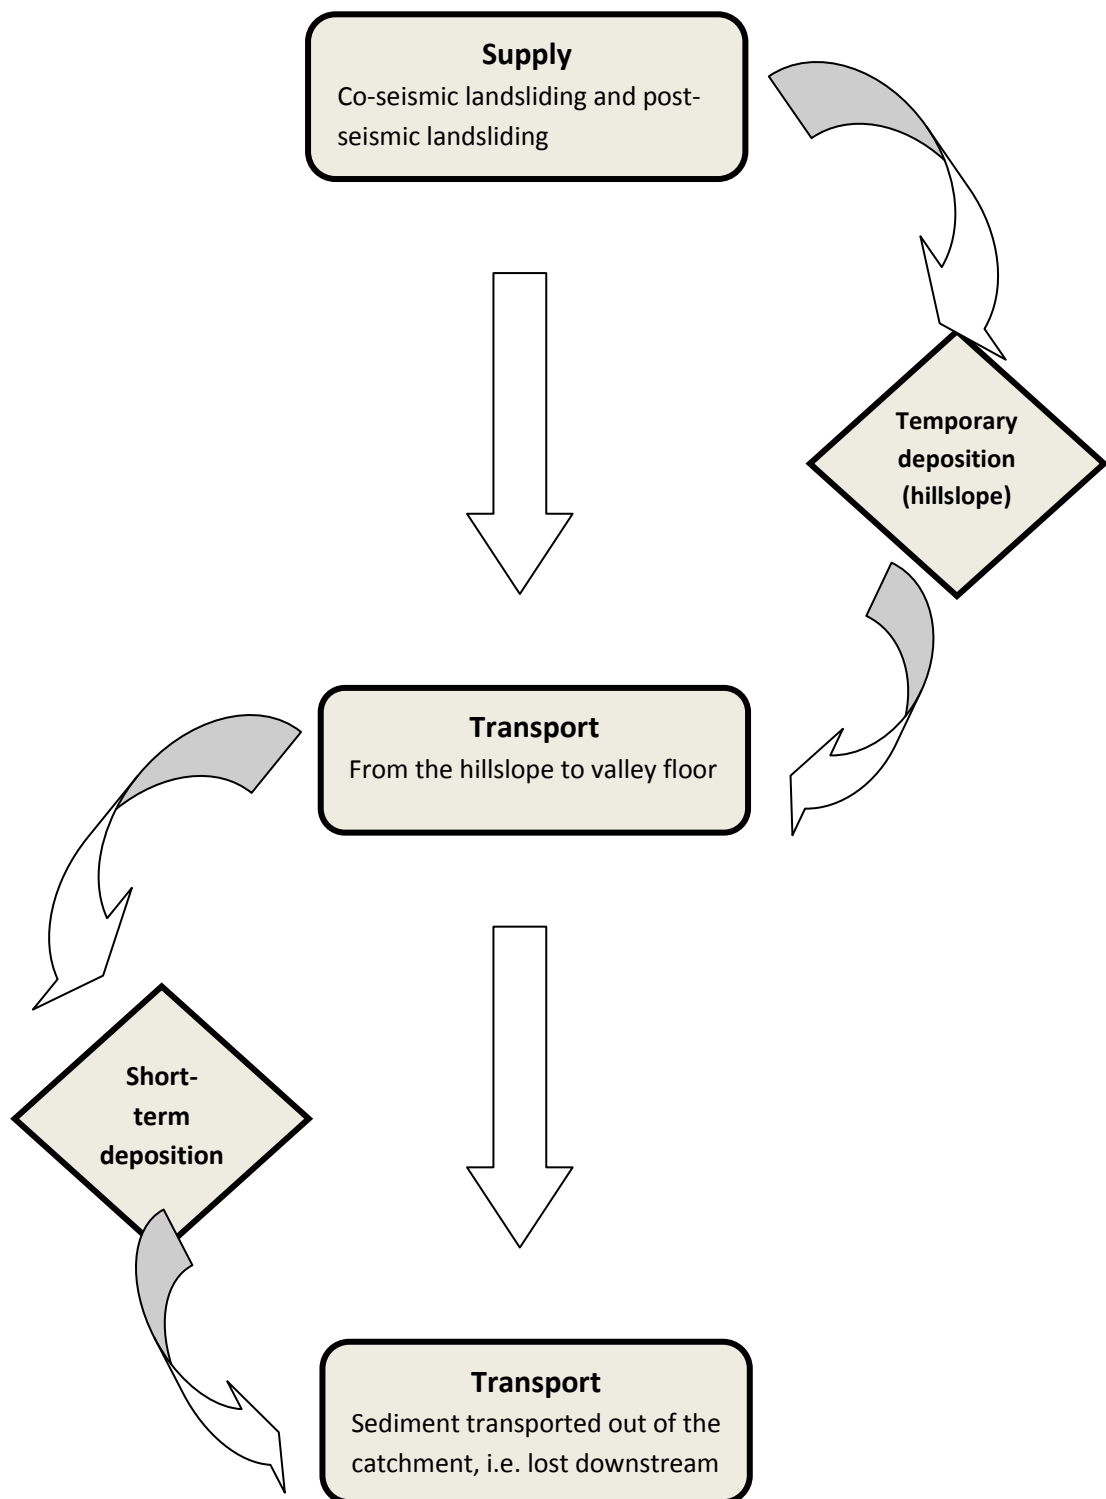 Supply
Co-seismic landsliding and post-
seismic landsliding
Temporary
deposition
(hillslope)
Transport
From the hillslope to valley floor
Short-
term
deposition
Transport
Sediment transported out of the
catchment, i.e. lost downstream